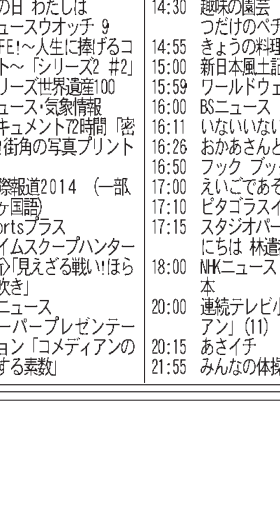 の日 わたしは
ュースウオッチ 9
FE!～人生に捧げるコ
ト～「シリーズ2 #2」
リーズ世界遺産100
ュース・気象情報
キュメント72時間「密
!街角の写真プリント
際報道2014 (一部
ヶ国語)
ortsプラス
イムスクープハンター
「見えざる戦い!ほら
吹き」
ニュース
ーパープレゼンテー
ョン「コメディアンの
する素数」
14:30 趣味の園芸
つだけのペチ
14:55 きょうの料理
15:00 新日本風土記
15:59 ワールドウェ
16:00 BSニュース
16:11 いないいない
16:26 おかあさんと
16:50 フック ブッ
17:00 えいごであそ
17:10 ピタゴラスイ
17:15 スタジオパー
にちは 林遣
18:00 NHKニュース
本
20:00 連続テレビ小
アン」(11)
20:15 あさイチ
21:55 みんなの体操